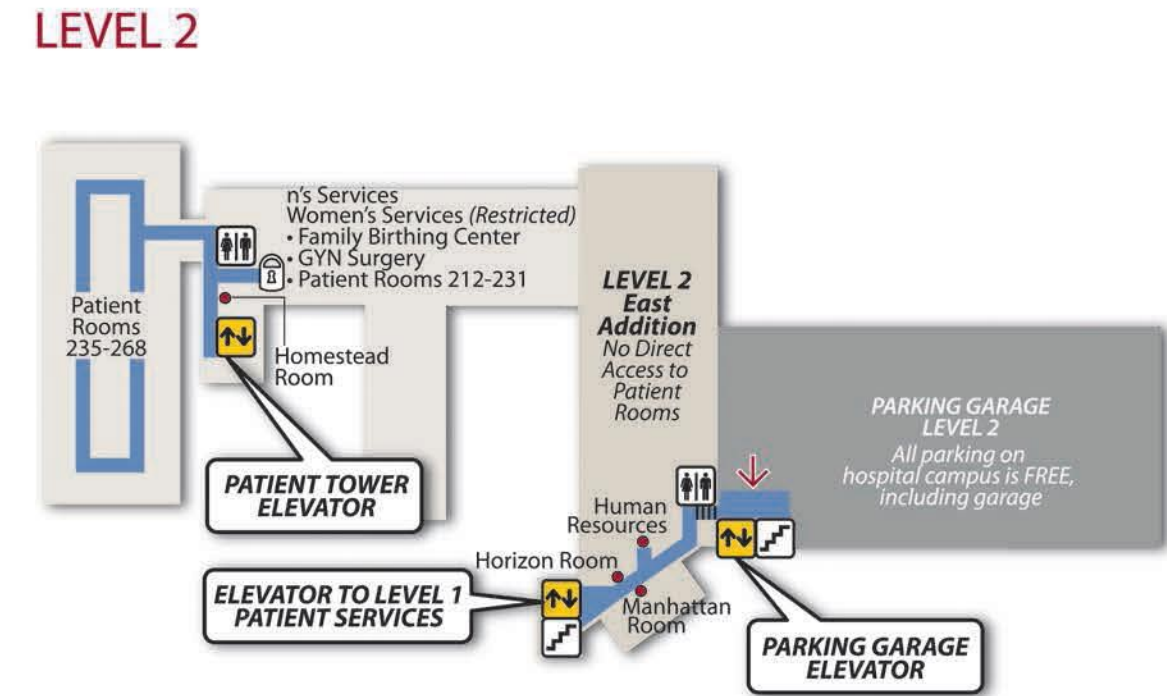 LEVEL 2
n's Services
Women's Services (Restricted)
• Family Birthing Center
• GYN Surgery
• Patient Rooms 212-231
Patient
Rooms
235-268
Homestead
Room
PATIENT TOWER
ELEVATOR
LEVEL 2
East
Addition
No Direct
Access to
Patient
Rooms
PARKING GARAGE
LEVEL 2
All parking on
hospital campus is FREE,
including garage
Human
Resources
Horizon Room
Manhattan
Room
ELEVATOR TO LEVEL 1
PATIENT SERVICES
PARKING GARAGE
ELEVATOR